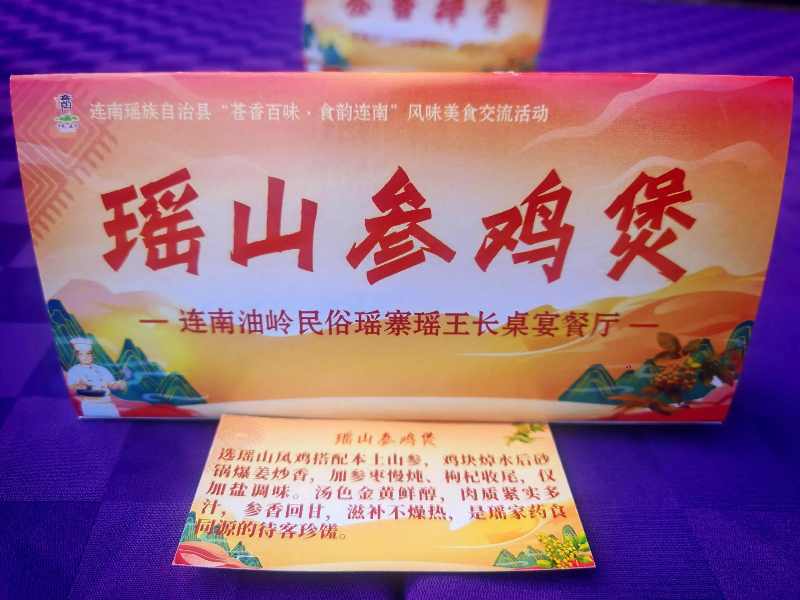 连南瑶族自治县“苍香百味·食韵连南”风味美食交流活动
瑶山参鸡煲
— 连南油岭民俗瑶寨瑶王长桌宴餐厅 —
瑶山参鸡煲
选瑶山凤鸡搭配本土山参，鸡块焯水后砂
锅爆姜炒香，加参枣慢炖、枸杞收尾，仅
加盐调味。汤色金黄鲜醇，肉质紧实多
汁，参香回甘，滋补不燥热，是瑶家药食
同源的待客珍馐。